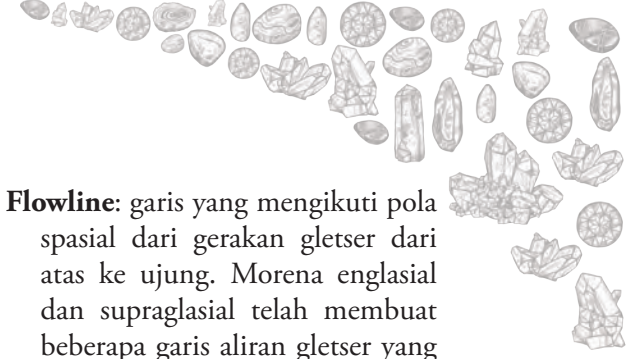 Flowline: garis yang mengikuti pola
spasial dari gerakan gletser dari
atas ke ujung. Morena englasial
dan supraglasial telah membuat
beberapa garis aliran gletser yang